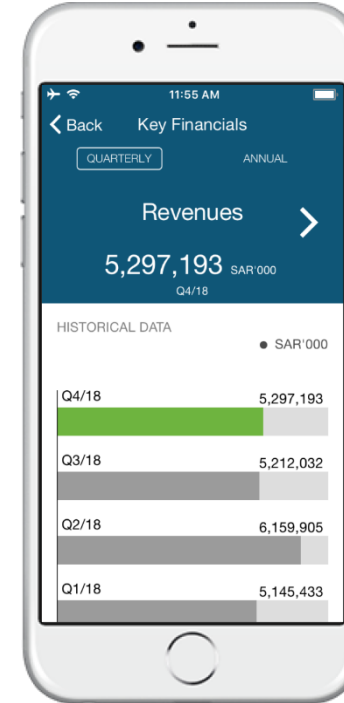 11:55 AM
Back Key Financials
QUARTERLY ANNUAL
Revenues
5,297,193 SAR'000
Q4/18
HISTORICAL DATA
SAR'000
Q4/18 5,297,193
Q3/18 5,212,032
Q2/18 6,159,905
Q1/18 5,145,433